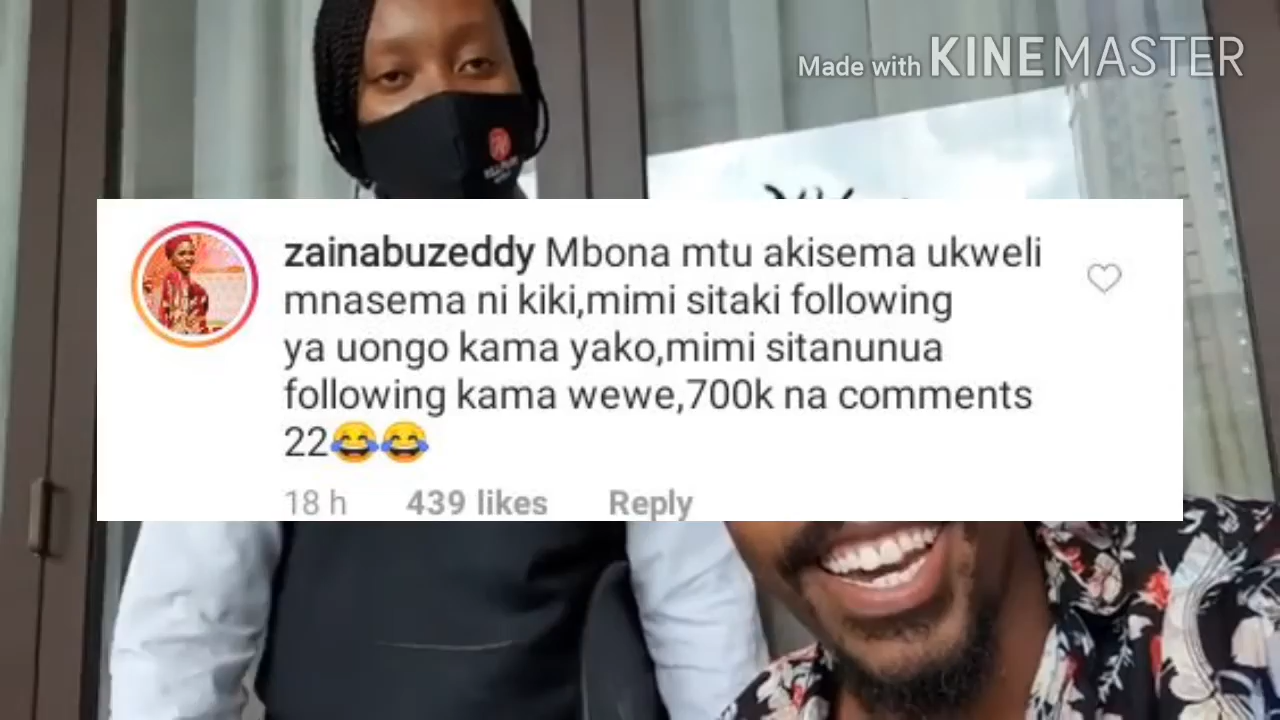 Made with KINEMASTER
zainabuzeddy Mbona mtu akisema ukweli
mnasema ni kiki,mimi sitaki following
ya uongo kama yako,mimi sitanunua
following kama wewe,700k na comments
22😂😂
18 h 439 likes Reply